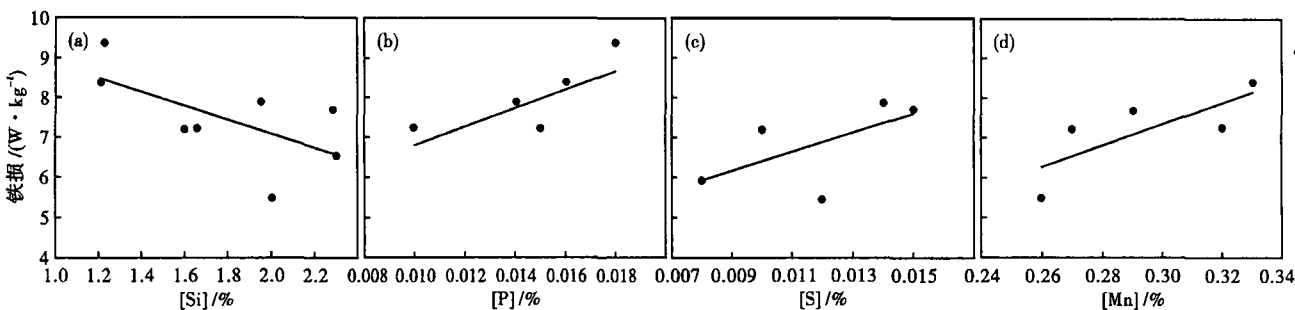 10
9
8
7
6
5
4
铁损/(W·kg⁻¹)
(a)
(b)
(c)
(d)
1.0 1.2 1.4 1.6 1.8 2.0 2.2
0.008 0.010 0.012 0.014 0.016 0.018
0.007 0.009 0.011 0.013 0.015
0.24 0.26 0.28 0.30 0.32 0.34
[Si]/%
[P]/%
[S]/%
[Mn]/%